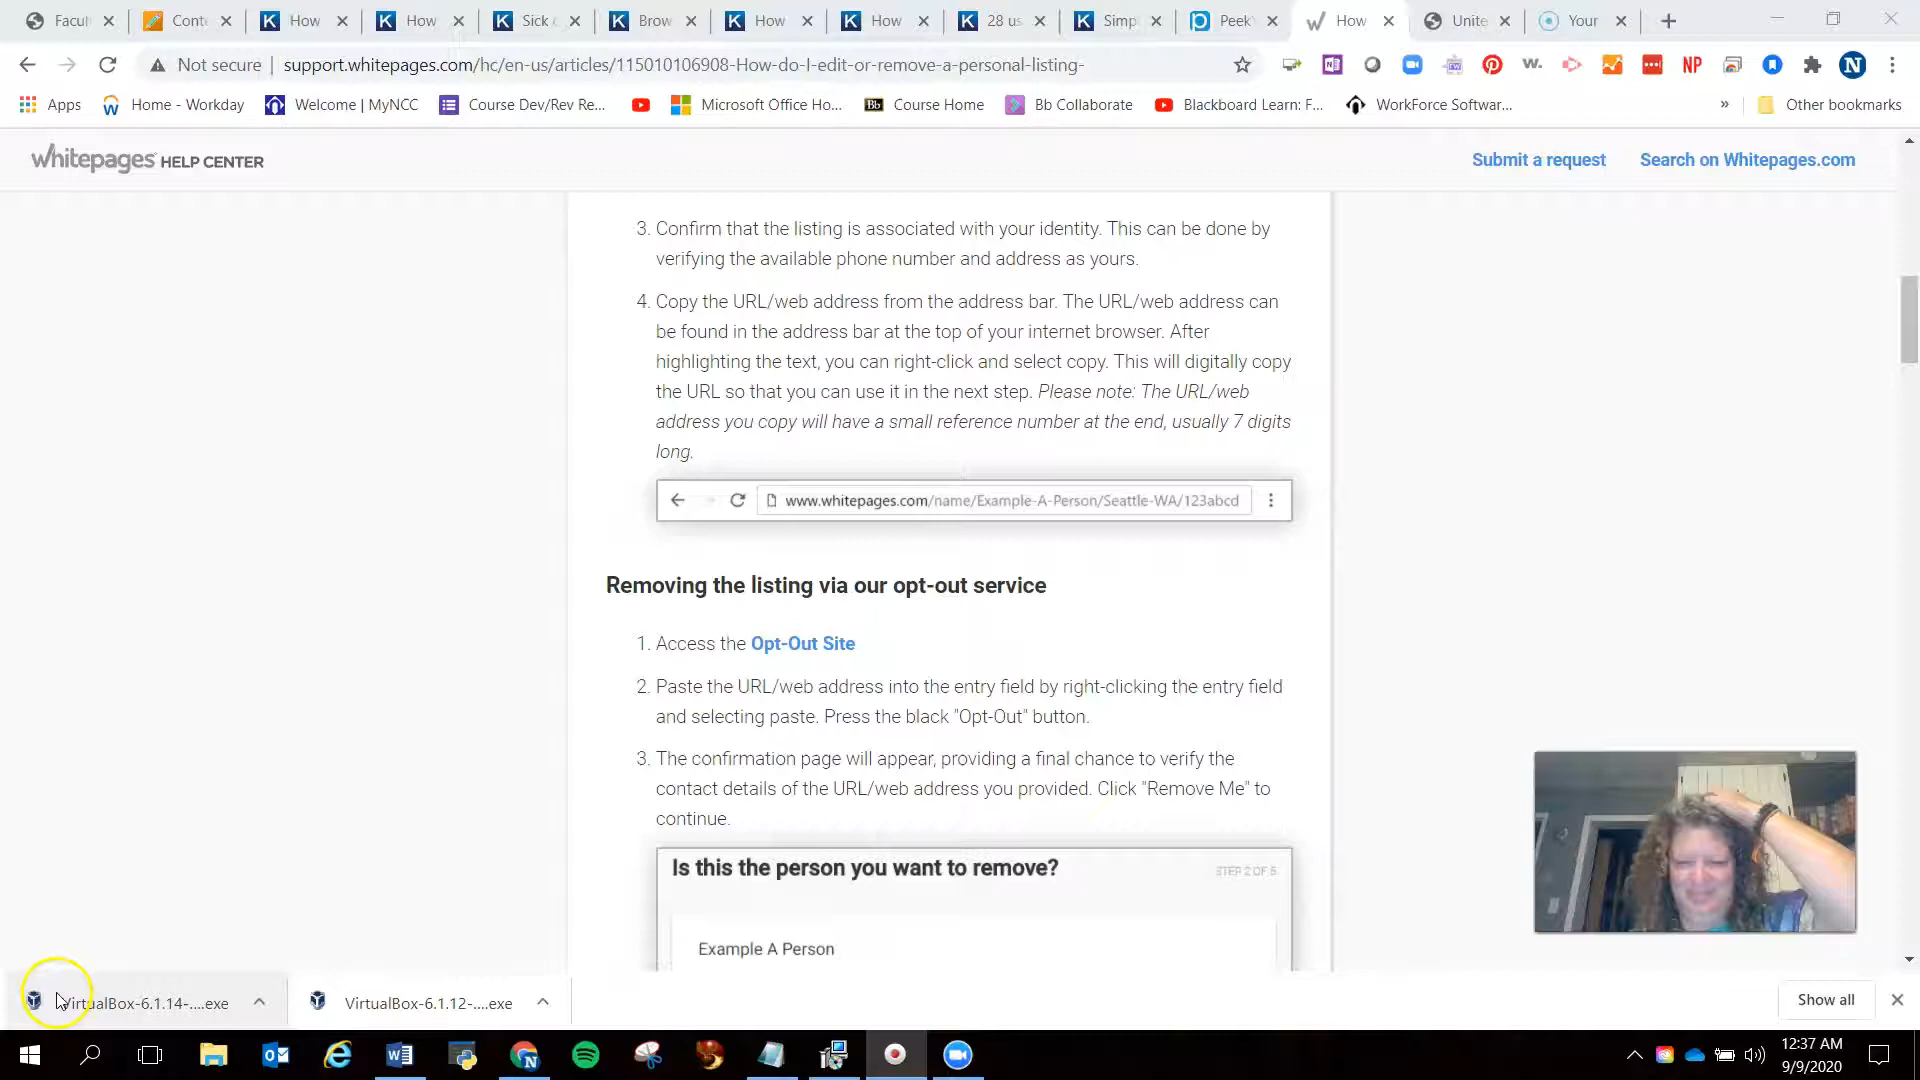 Facul
Conte
How
How
Sick c
Brow
How
How
28 us
Simp
Peek
How
Unite
Your
Not secure | support.whitepages.com/hc/en-us/articles/115010106908-How-do-I-edit-or-remove-a-personal-listing-
Apps
Home - Workday
Welcome | MyNCC
Course Dev/Rev Re...
Microsoft Office Ho...
Bb
Course Home
Bb Collaborate
Blackboard Learn: F...
WorkForce Softwar...
»
Other bookmarks
whitepages HELP CENTER
Submit a request
Search on Whitepages.com
3. Confirm that the listing is associated with your identity. This can be done by
verifying the available phone number and address as yours.
4. Copy the URL/web address from the address bar. The URL/web address can
be found in the address bar at the top of your internet browser. After
highlighting the text, you can right-click and select copy. This will digitally copy
the URL so that you can use it in the next step. Please note: The URL/web
address you copy will have a small reference number at the end, usually 7 digits
long.
www.whitepages.com/name/Example-A-Person/Seattle-WA/123abcd
Removing the listing via our opt-out service
1. Access the Opt-Out Site
2. Paste the URL/web address into the entry field by right-clicking the entry field
and selecting paste. Press the black "Opt-Out" button.
3. The confirmation page will appear, providing a final chance to verify the
contact details of the URL/web address you provided. Click "Remove Me" to
continue.
Is this the person you want to remove?
STEP 2 OF 5
Example A Person
VirtualBox-6.1.14-....exe
VirtualBox-6.1.12-....exe
Show all
12:37 AM
9/9/2020